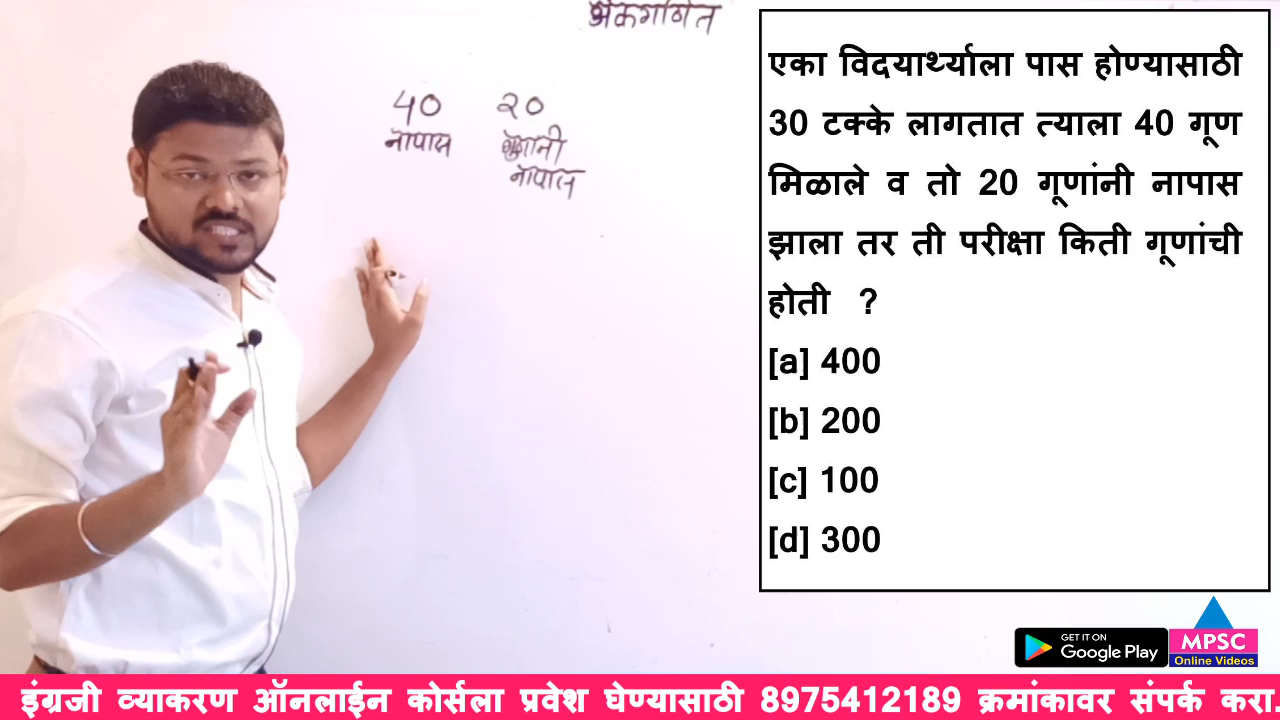 अंकगणित
40 २०
नापास गुणांनी
नापास
एका विदयार्थ्याला पास होण्यासाठी
30 टक्के लागतात त्याला 40 गूण
मिळाले व तो 20 गूणांनी नापास
झाला तर ती परीक्षा किती गूणांची
होती ?
[a] 400
[b] 200
[c] 100
[d] 300
GET IT ON
Google Play
MPSC
Online Videos
इंग्रजी व्याकरण ऑनलाईन कोर्सला प्रवेश घेण्यासाठी 8975412189 क्रमांकावर संपर्क करा.